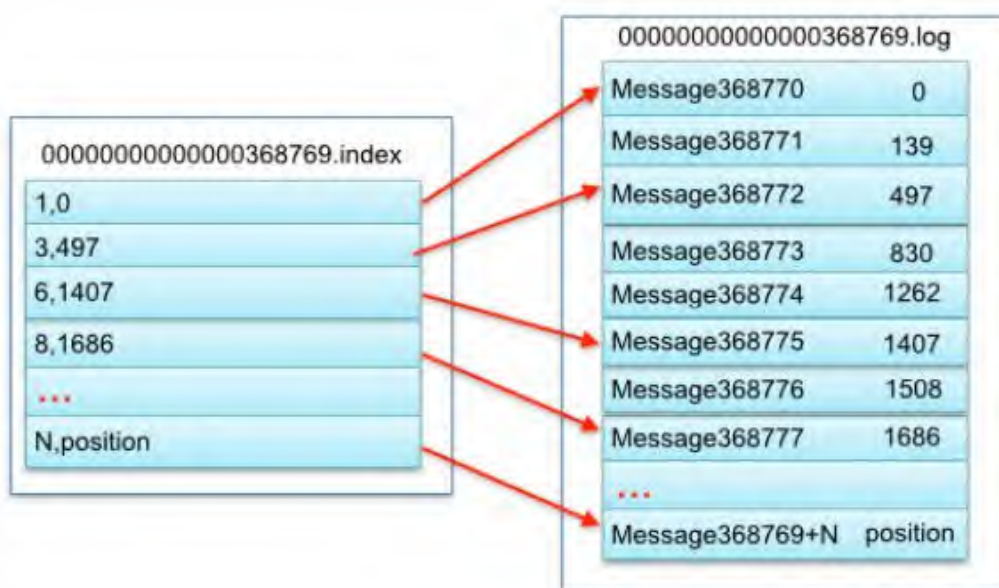 00000000000000368769.index
1,0
3,497
6,1407
8,1686
...
N,position
00000000000000368769.log
Message368770 0
Message368771 139
Message368772 497
Message368773 830
Message368774 1262
Message368775 1407
Message368776 1508
Message368777 1686
...
Message368769+N position